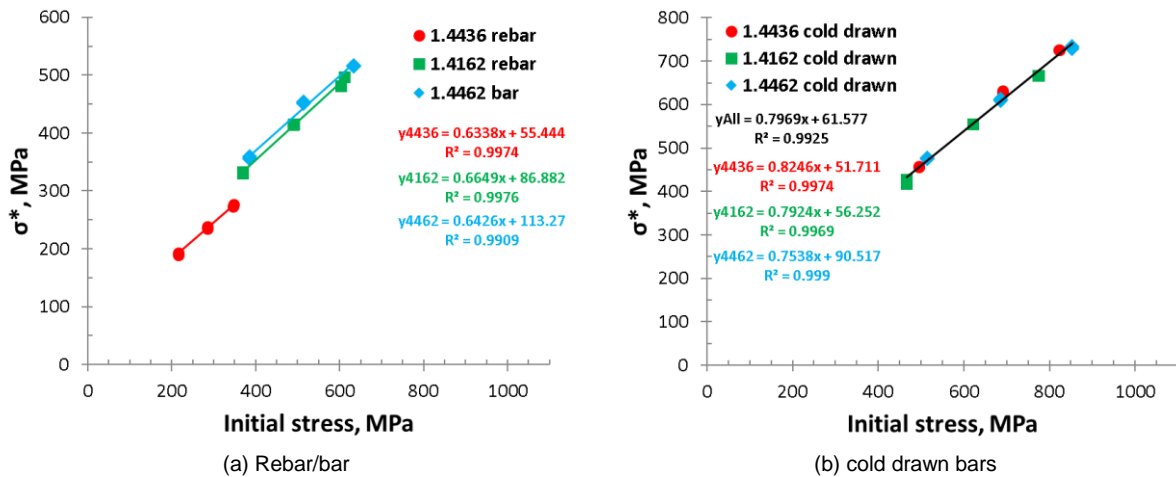 600
500
400
300
200
100
0
σ*, MPa
0 200 400 600 800 1000
Initial stress, MPa
1.4436 rebar
1.4162 rebar
1.4462 bar
y4436 = 0.6338x + 55.444
R² = 0.9974
y4162 = 0.6649x + 86.882
R² = 0.9976
y4462 = 0.6426x + 113.27
R² = 0.9909
(a) Rebar/bar
800
700
600
500
400
300
200
100
0
σ*, MPa
0 200 400 600 800 1000
Initial stress, MPa
1.4436 cold drawn
1.4162 cold drawn
1.4462 cold drawn
yAll = 0.7969x + 61.577
R² = 0.9925
y4436 = 0.8246x + 51.711
R² = 0.9974
y4162 = 0.7924x + 56.252
R² = 0.9969
y4462 = 0.7538x + 90.517
R² = 0.999
(b) cold drawn bars